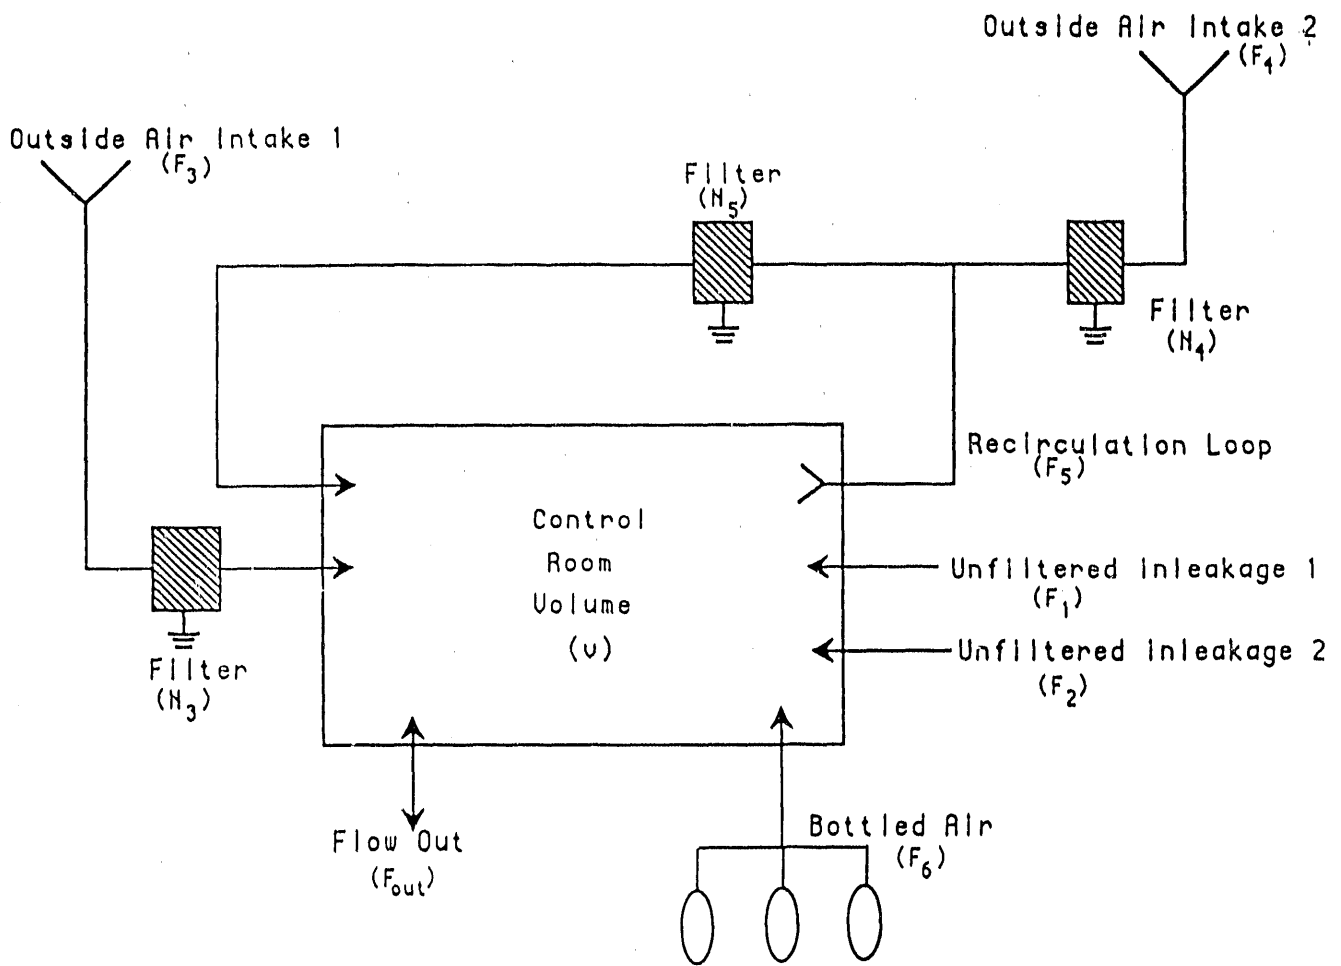 Outside Air Intake 2
(F4)
Outside Air Intake 1
(F3)
Filter
(N5)
Filter
(N4)
Recirculation Loop
(F5)
Control
Room
Volume
(v)
Unfiltered Inleakage 1
(F1)
Unfiltered Inleakage 2
(F2)
Filter
(N3)
Flow Out
(Fout)
Bottled Air
(F6)